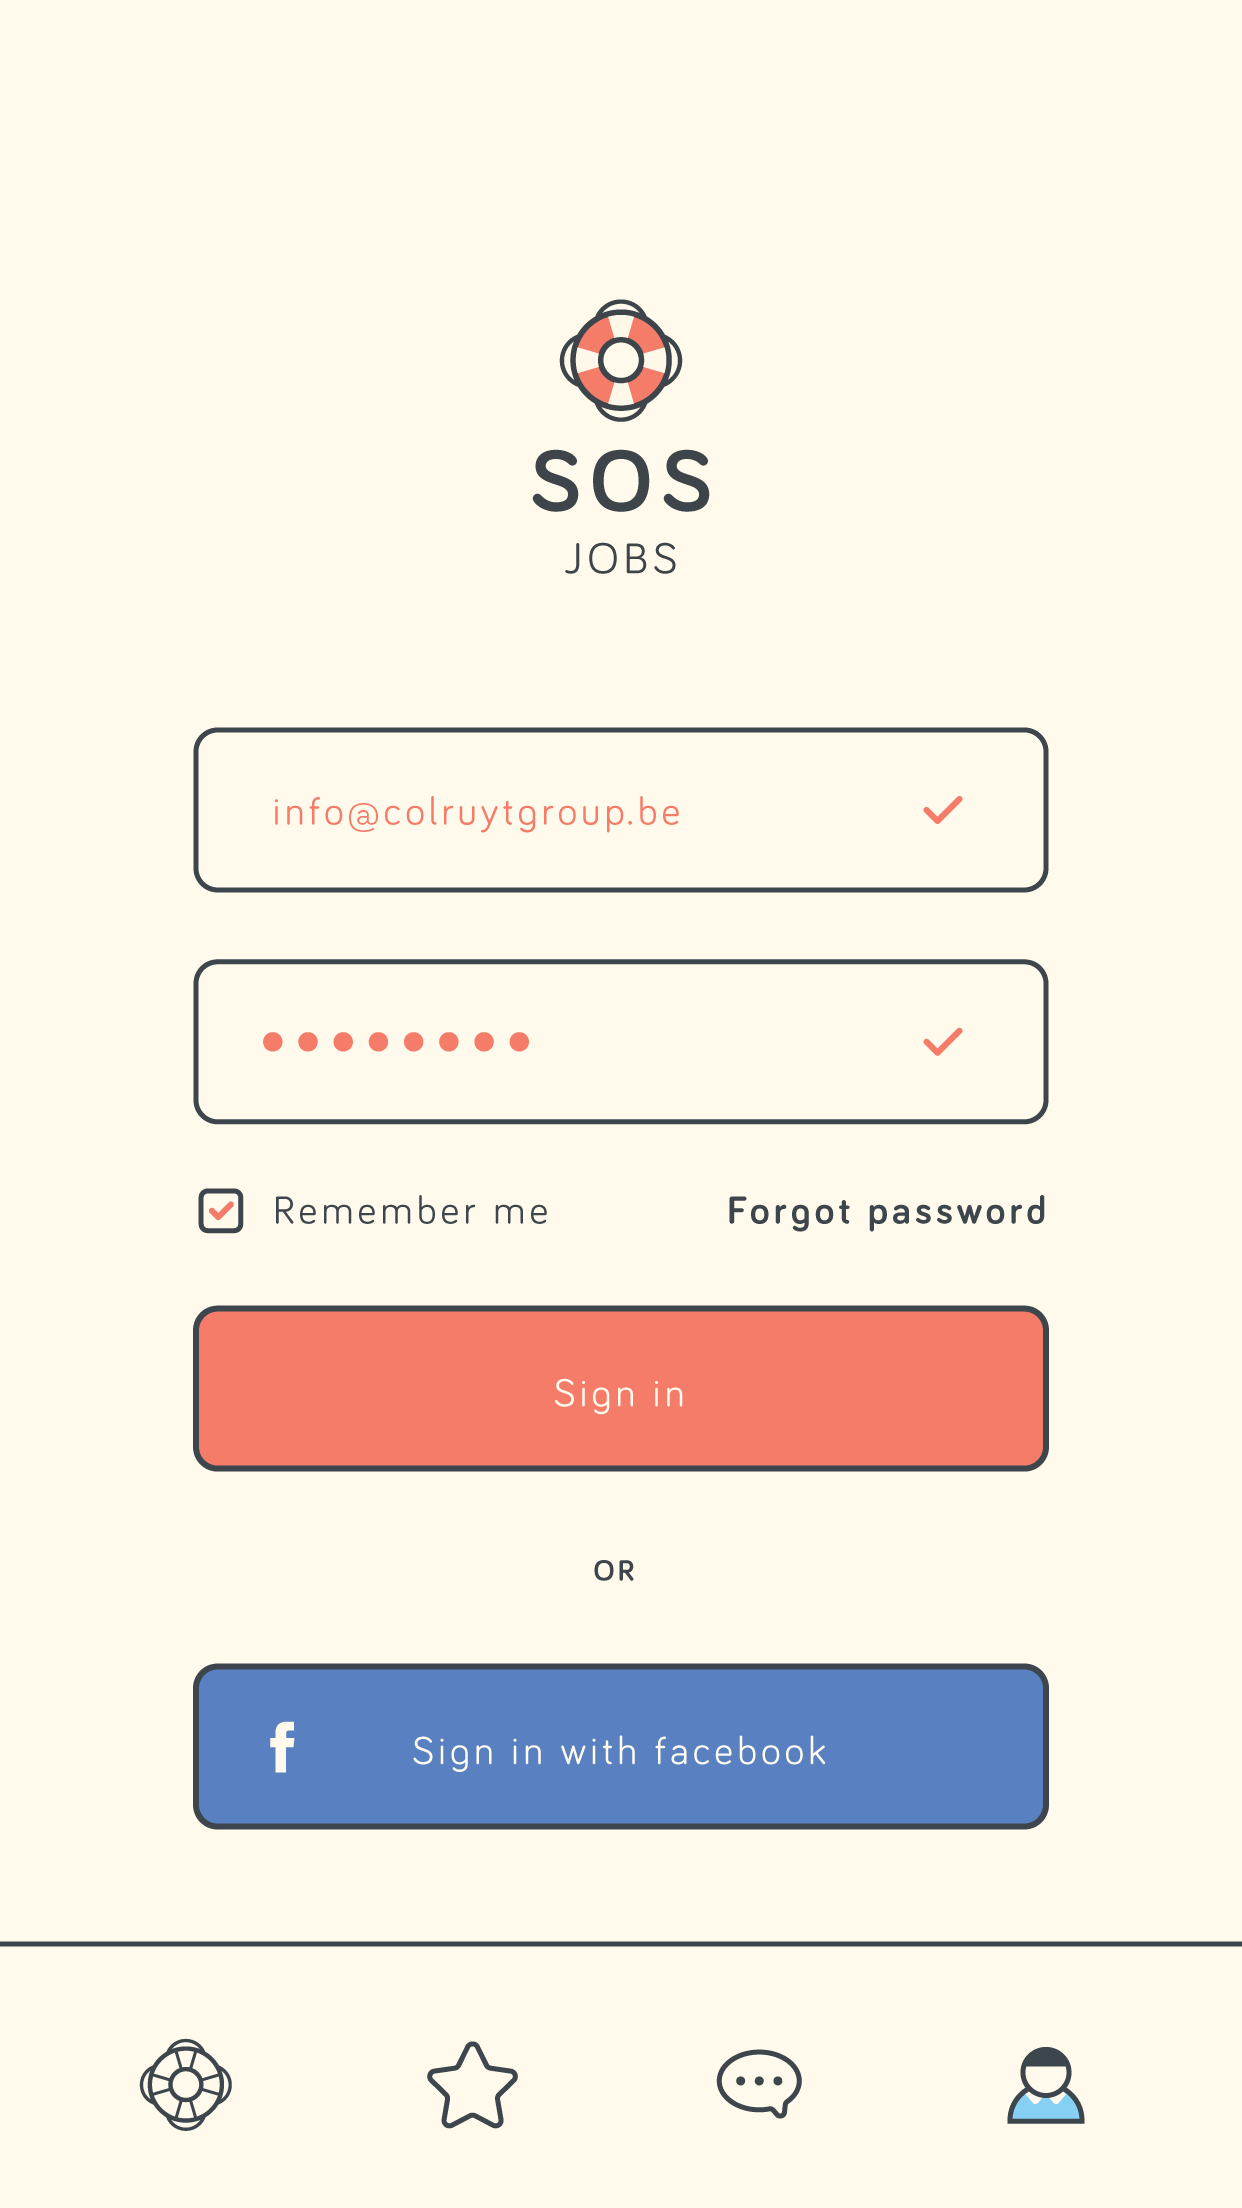 SOS
JOBS
info@colruytgroup.be
Remember me
Forgot password
Sign in
OR
Sign in with facebook